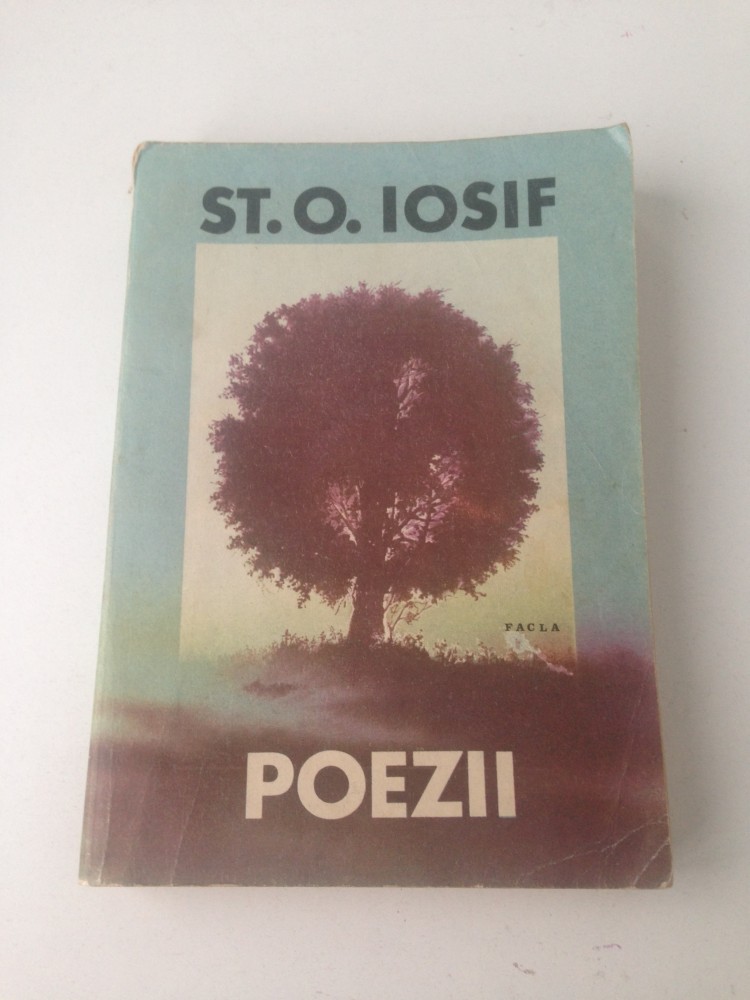 ST. O. IOSIF
FACLA
POEZII